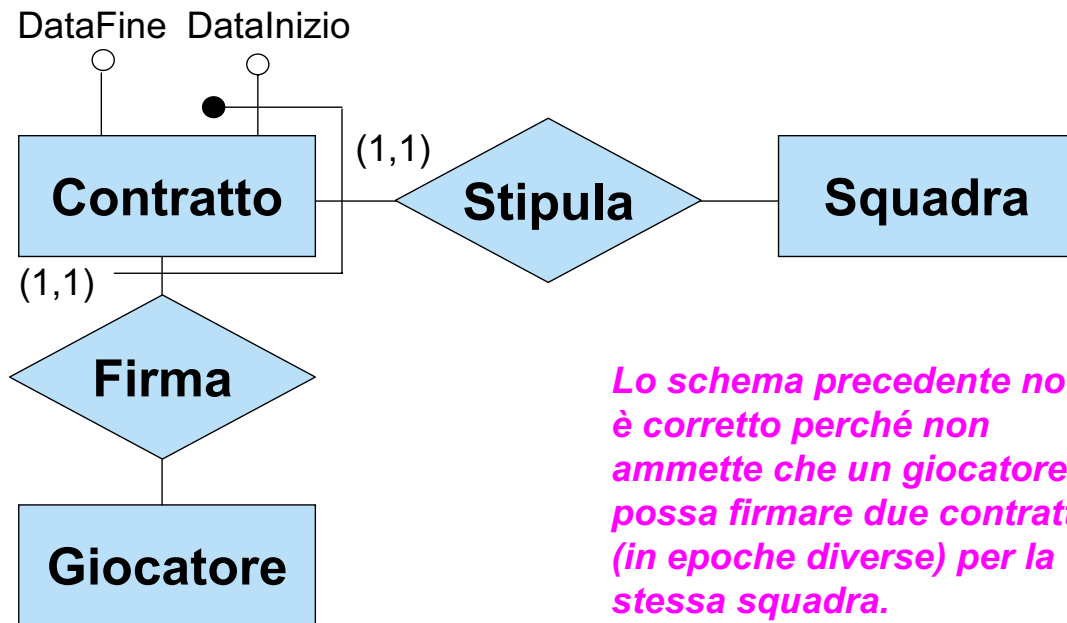 DataFine DataInizio
(1,1)
Contratto
Stipula
Squadra
(1,1)
Firma
Lo schema precedente no
è corretto perché non
ammette che un giocatore
possa firmare due contratt
(in epoche diverse) per la
stessa squadra.
Giocatore